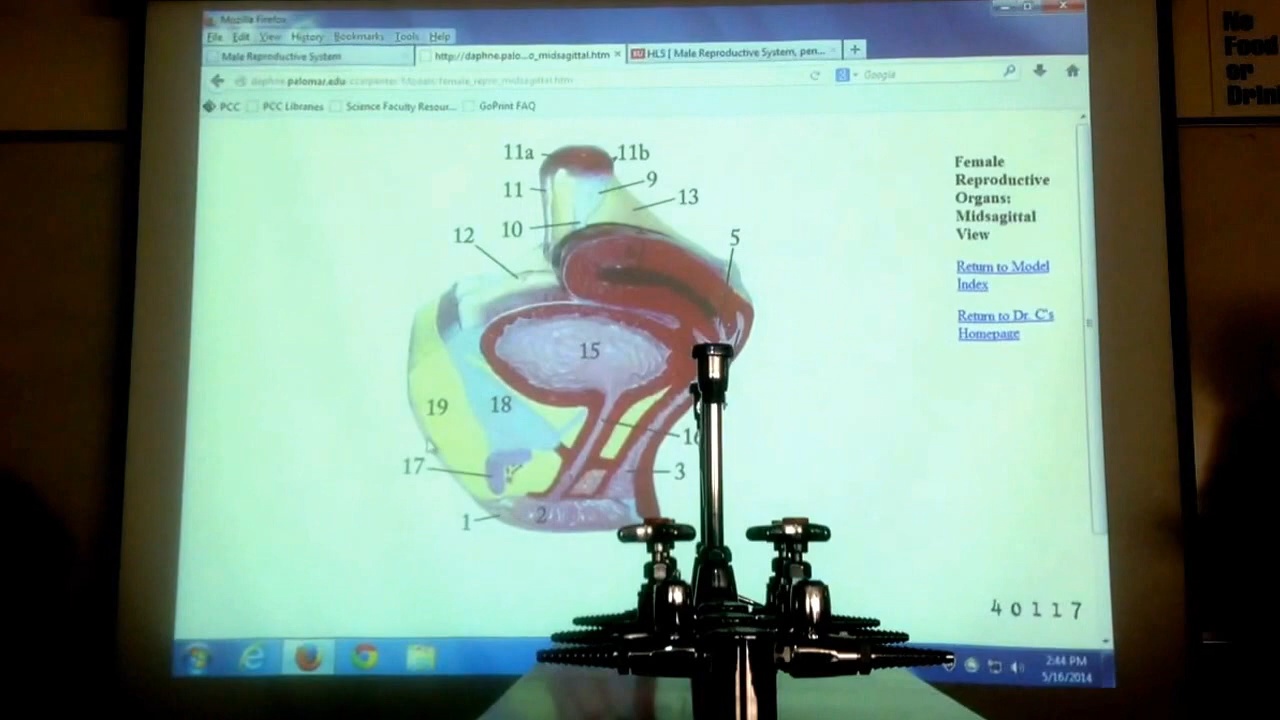 Mozilla Firefox
File Edit View History Bookmarks Tools Help
Male Reproductive System
http://daphne.palo...o_midsagittal.htm
HLS [ Male Reproductive System, pen...
Google
PCC
PCC Libraries
Science Faculty Resour...
GoPrint FAQ
No
Food
or
Drin
11a
11b
11
9
13
10
12
5
15
19
18
16
17
3
1
2
Female
Reproductive
Organs:
Midsagittal
View
Return to Model
Index
Return to Dr. C's
Homepage
40117
2:44 PM
5/16/2014